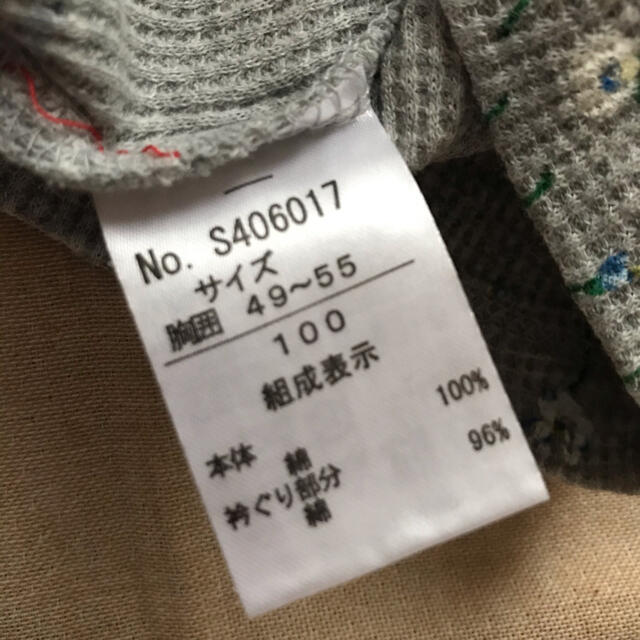 No. S406017
サイズ
胸囲 49～55
100
組成表示
本体 綿 100%
衿ぐり部分
綿 96%